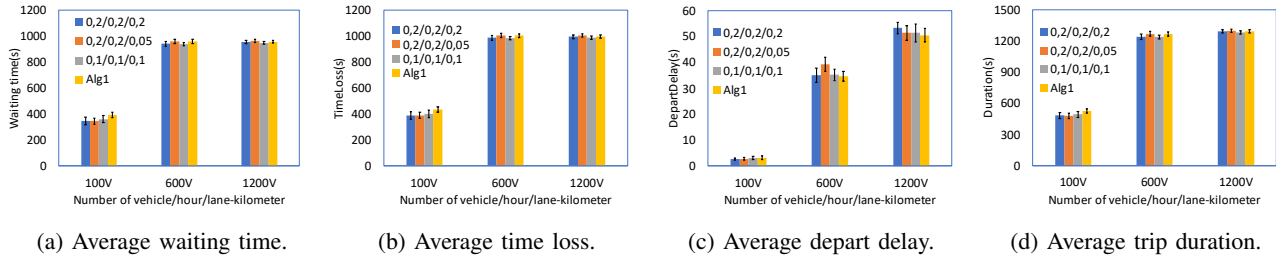 Waiting time(s)
1200
1000
800
600
400
200
0
0,2/0,2/0,2
0,2/0,2/0,05
0,1/0,1/0,1
Alg1
100V 600V 1200V
Number of vehicle/hour/lane-kilometer
(a) Average waiting time.
TimeLoss(s)
1200
1000
800
600
400
200
0
0,2/0,2/0,2
0,2/0,2/0,05
0,1/0,1/0,1
Alg1
100V 600V 1200V
Number of vehicle/hour/lane-kilometer
(b) Average time loss.
DepartDelay(s)
60
50
40
30
20
10
0
0,2/0,2/0,2
0,2/0,2/0,05
0,1/0,1/0,1
Alg1
100V 600V 1200V
Number of vehicle/hour/lane-kilometer
(c) Average depart delay.
Duration(s)
1500
1200
900
600
300
0
0,2/0,2/0,2
0,2/0,2/0,05
0,1/0,1/0,1
Alg1
100V 600V 1200V
Number of vehicle/hour/lane-kilometer
(d) Average trip duration.